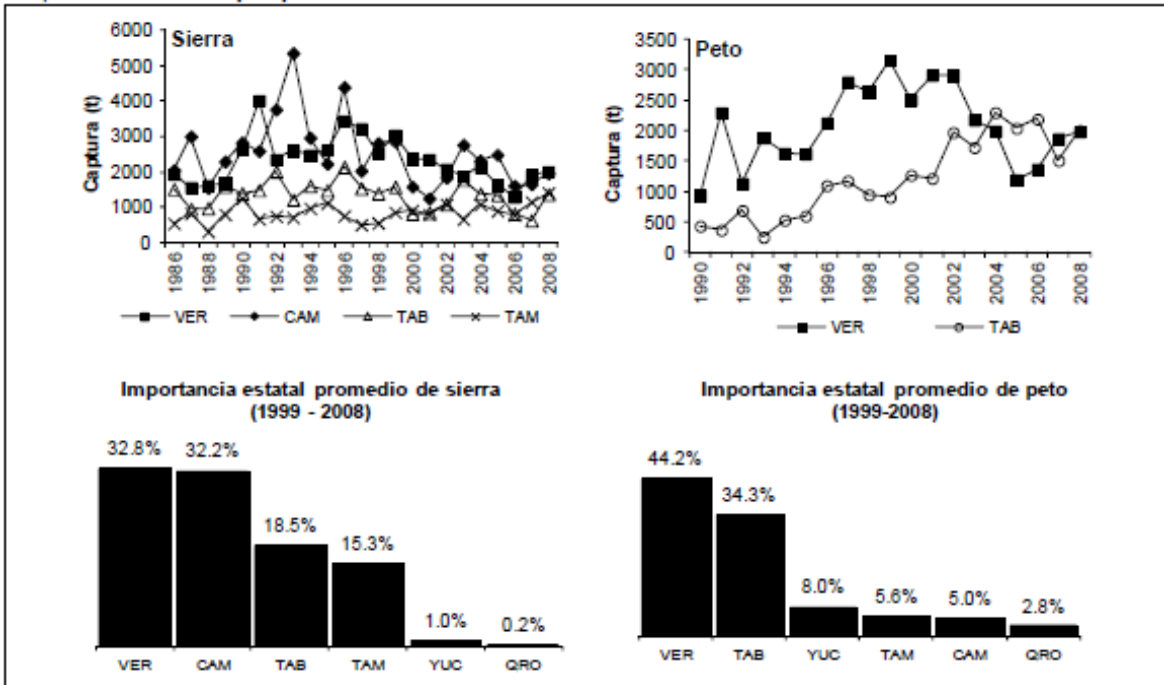 Sierra
Captura (t)
6000
5000
4000
3000
2000
1000
0
1986
1988
1990
1992
1994
1996
1998
2000
2002
2004
2006
2008
VER CAM TAB TAM
Peto
Captura (t)
3500
3000
2500
2000
1500
1000
500
0
1990
1992
1994
1996
1998
2000
2002
2004
2006
2008
VER TAB
Importancia estatal promedio de sierra
(1999 - 2008)
32.8% 32.2% 18.5% 15.3% 1.0% 0.2%
VER CAM TAB TAM YUC QRO
Importancia estatal promedio de peto
(1999-2008)
44.2% 34.3% 8.0% 5.6% 5.0% 2.8%
VER TAB YUC TAM CAM QRO